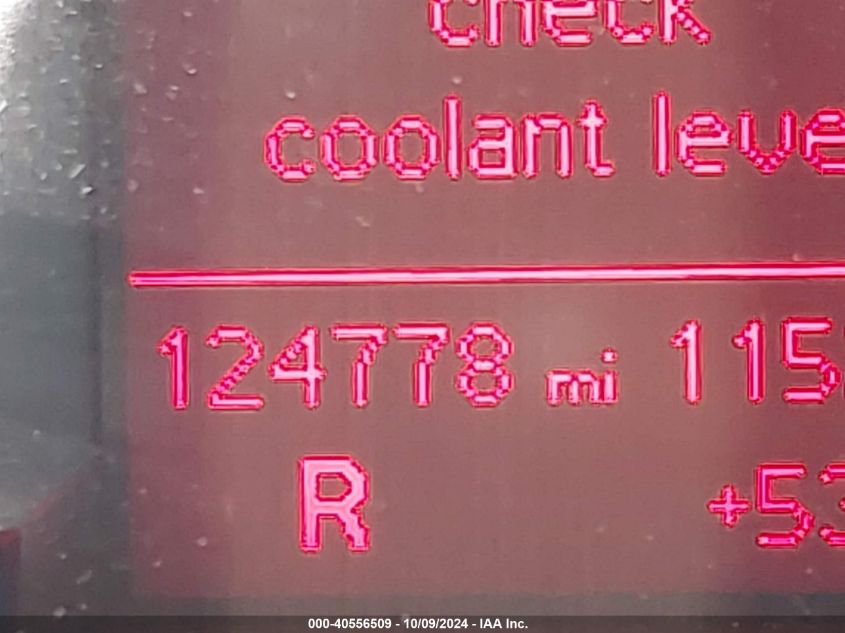 check
coolant leve
124778 mi 115
R +53
000-40556509 - 10/09/2024 - IAA Inc.